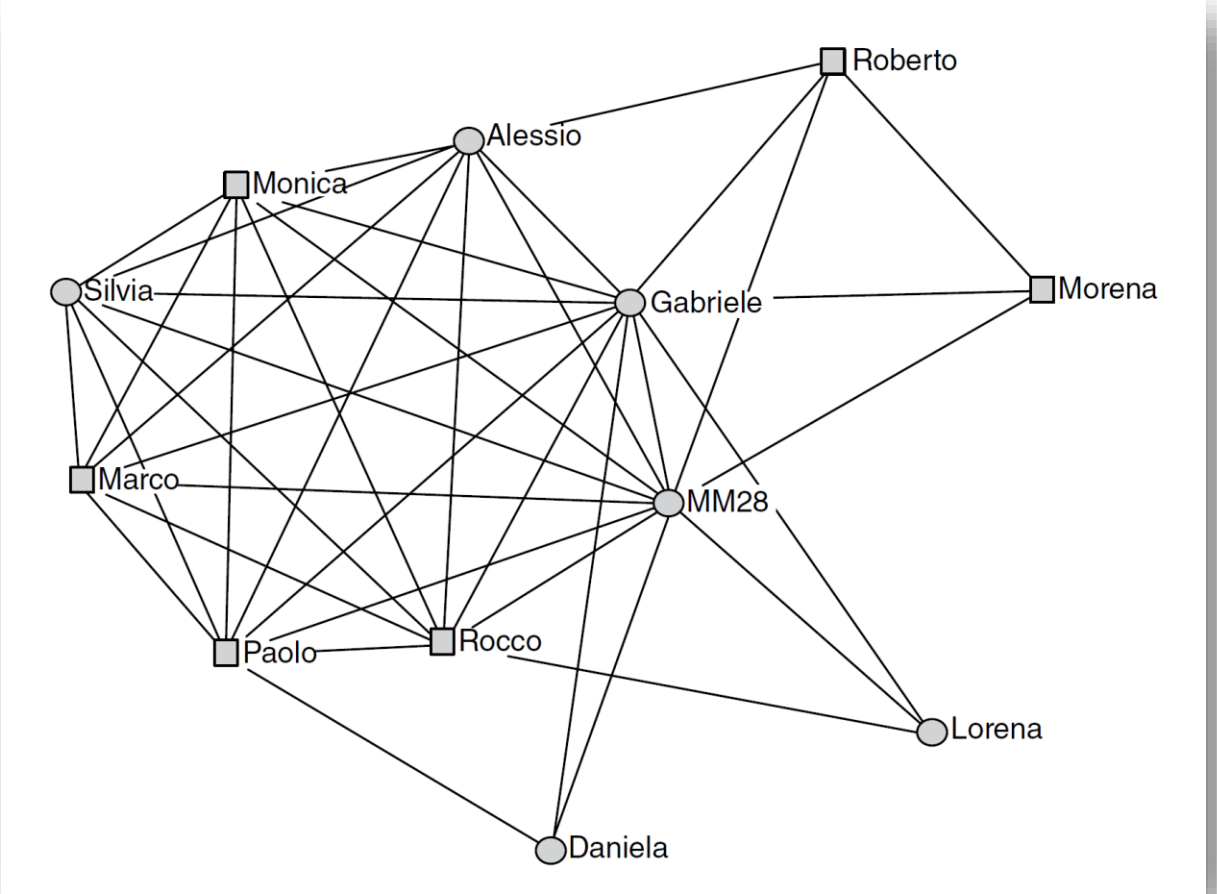 Roberto
Alessio
Monica
Silvia
Gabriele
Morena
Marco
MM28
Paolo
Rocco
Lorena
Daniela